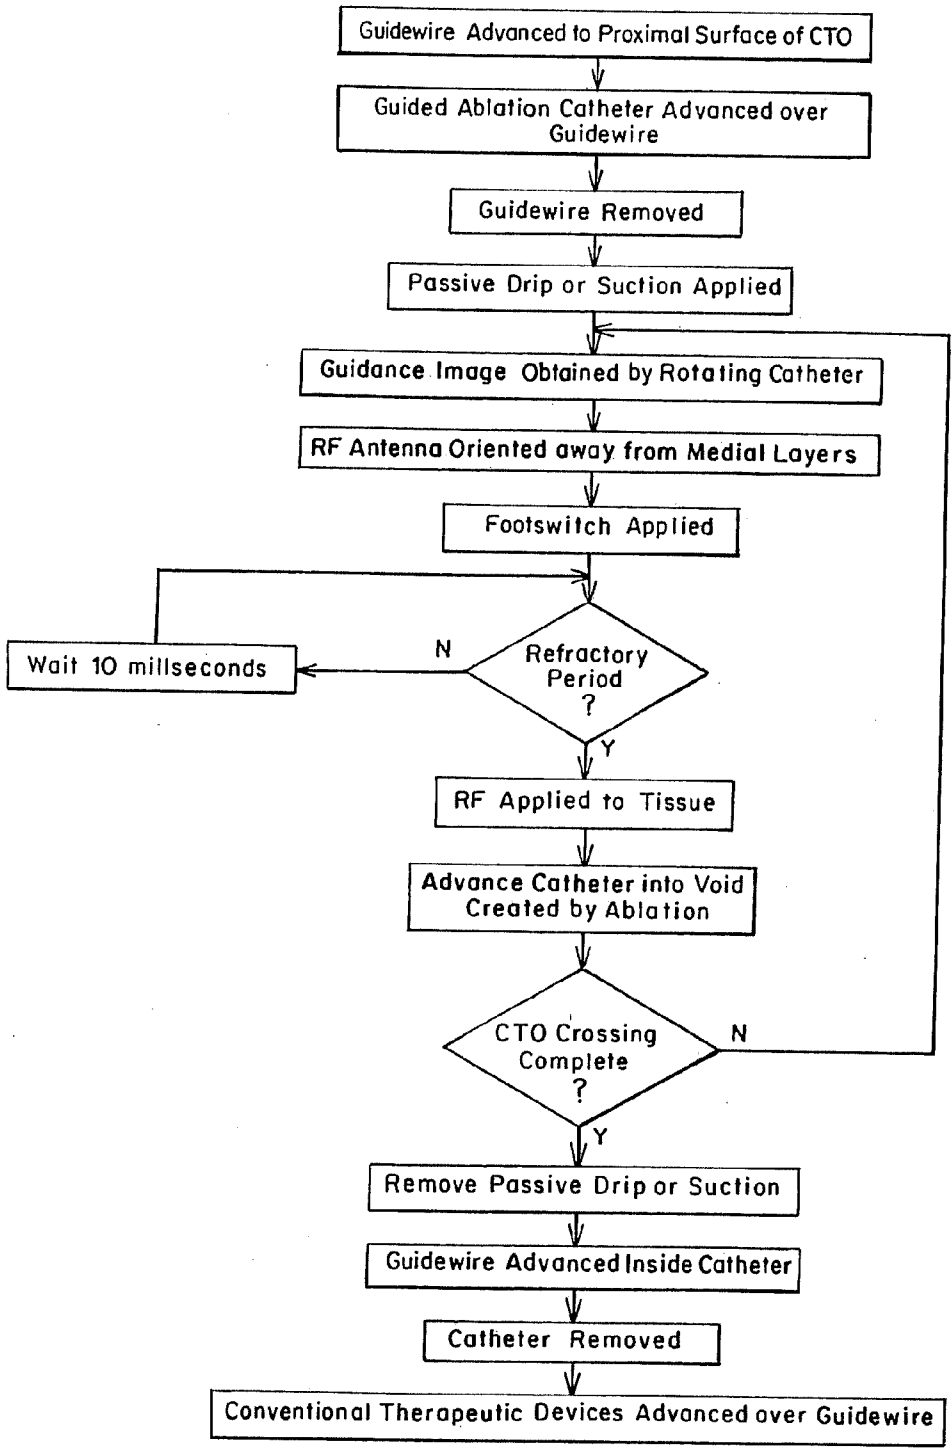 Guidewire Advanced to Proximal Surface of CTO
Guided Ablation Catheter Advanced over
Guidewire
Guidewire Removed
Passive Drip or Suction Applied
Guidance Image Obtained by Rotating Catheter
RF Antenna Oriented away from Medial Layers
Footswitch Applied
Refractory
Period
?
N
Wait 10 millseconds
Y
RF Applied to Tissue
Advance Catheter into Void
Created by Ablation
CTO Crossing
Complete
?
N
Y
Remove Passive Drip or Suction
Guidewire Advanced Inside Catheter
Catheter Removed
Conventional Therapeutic Devices Advanced over Guidewire